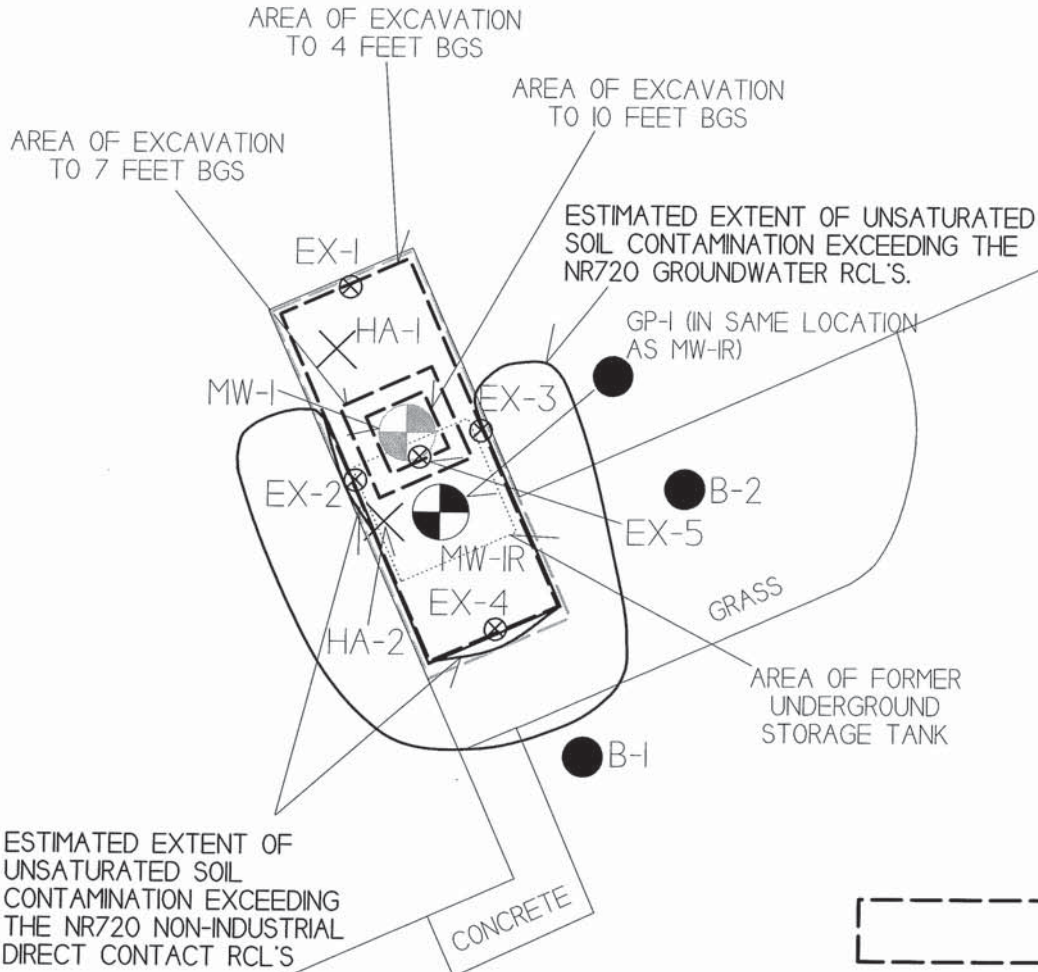 AREA OF EXCAVATION
TO 4 FEET BGS
AREA OF EXCAVATION
TO 10 FEET BGS
AREA OF EXCAVATION
TO 7 FEET BGS
ESTIMATED EXTENT OF UNSATURATED
SOIL CONTAMINATION EXCEEDING THE
NR720 GROUNDWATER RCL'S.
EX-1
GP-1 (IN SAME LOCATION
AS MW-1R)
HA-1
MW-1
EX-3
EX-2
B-2
EX-5
MW-1R
EX-4
GRASS
HA-2
AREA OF FORMER
UNDERGROUND
STORAGE TANK
B-1
ESTIMATED EXTENT OF
UNSATURATED SOIL
CONTAMINATION EXCEEDING
THE NR720 NON-INDUSTRIAL
DIRECT CONTACT RCL'S
CONCRETE